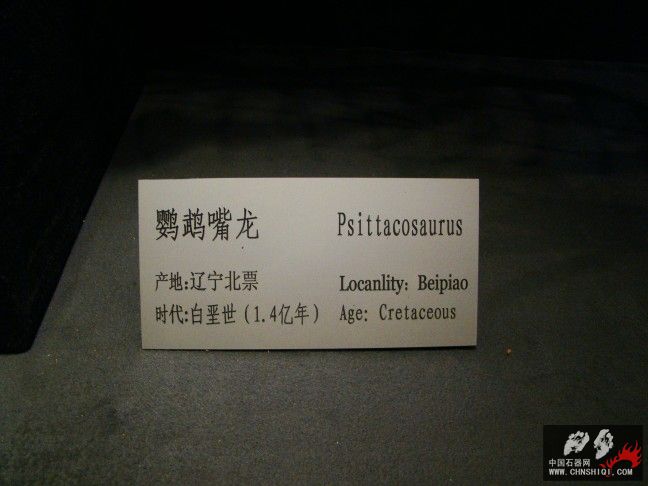 鹦鹉嘴龙 Psittacosaurus
产地:辽宁北票 Locanlity: Beipiao
时代:白垩世(1.4亿年) Age: Cretaceous
中国石器网
WWW.CHNSHIQI.COM